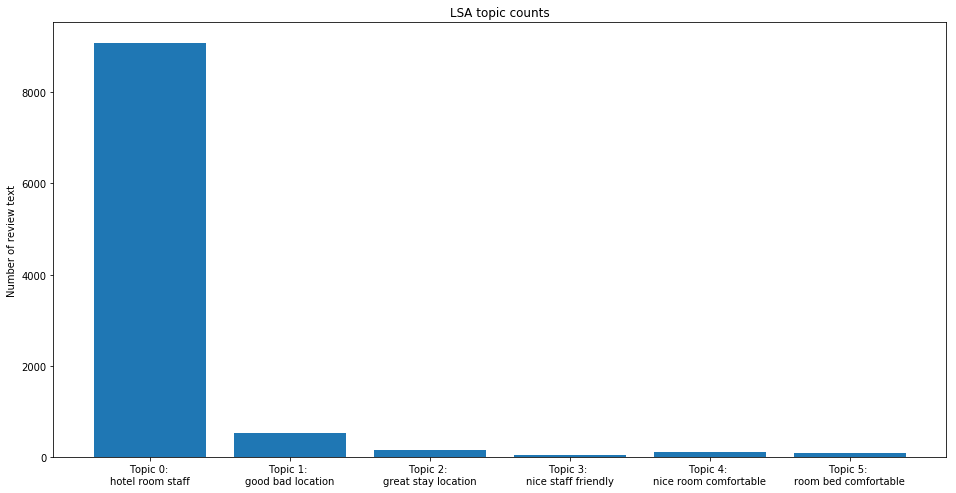 LSA topic counts
Number of review text
8000
6000
4000
2000
0
Topic 0:
hotel room staff
Topic 1:
good bad location
Topic 2:
great stay location
Topic 3:
nice staff friendly
Topic 4:
nice room comfortable
Topic 5:
room bed comfortable